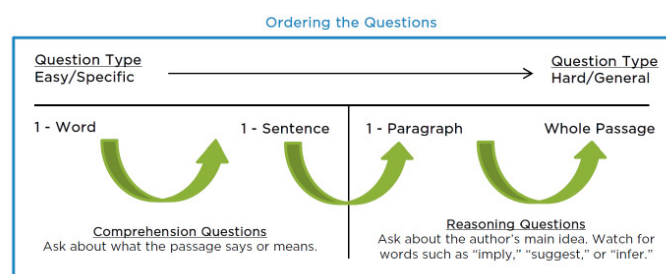 Ordering the Questions
Question Type
Easy/Specific
Question Type
Hard/General
1 - Word
1 - Sentence
1 - Paragraph
Whole Passage
Comprehension Questions
Ask about what the passage says or means.
Reasoning Questions
Ask about the author's main idea. Watch for
words such as “imply,” “suggest,” or “infer.”